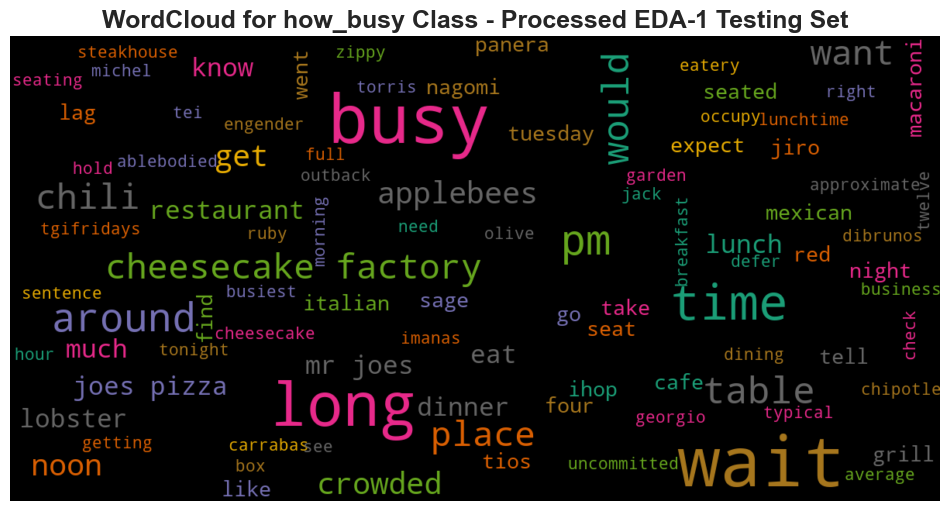 WordCloud for how_busy Class - Processed EDA-1 Testing Set
steakhouse
zippy
panera
want
macaroni
seating
michel
know
went
torris
nagomi
would
eatery
seated
right
lag
tei
engender
busy
tuesday
occupy
lunchtime
expect
jiro
hold
ablebodied
get
full
outback
garden
approximate
twelve
chili
applebees
jack
restaurant
morning
breakfast
mexican
tgifridays
ruby
need
olive
pm
lunch
defer
red
dibrunos
cheesecake factory
night
sentence
busiest
italian
sage
take
time
business
around
find
cheesecake
go
seat
check
hour
much
tonight
imanas
eat
dining
tell
mr joes
joes pizza
ihop
cafe
table
chipotle
lobster
long
dinner
four
georgio
typical
getting
carrabas
see
place
noon
box
tios
uncommitted
wait
grill
average
like
crowded